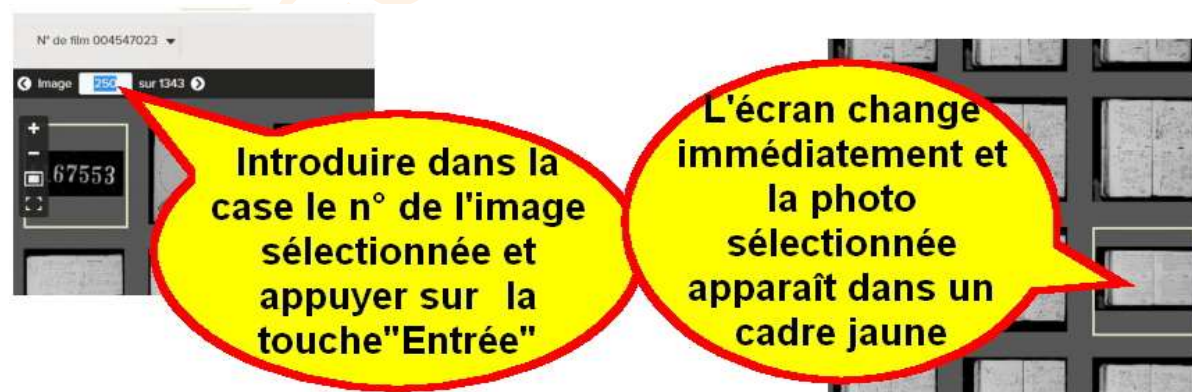 N° de film 004547023
Image 250 sur 1343
67553
Introduire dans la
case le n° de l'image
sélectionnée et
appuyer sur la
touche"Entrée"
L'écran change
immédiatement et
la photo
sélectionnée
apparaît dans un
cadre jaune